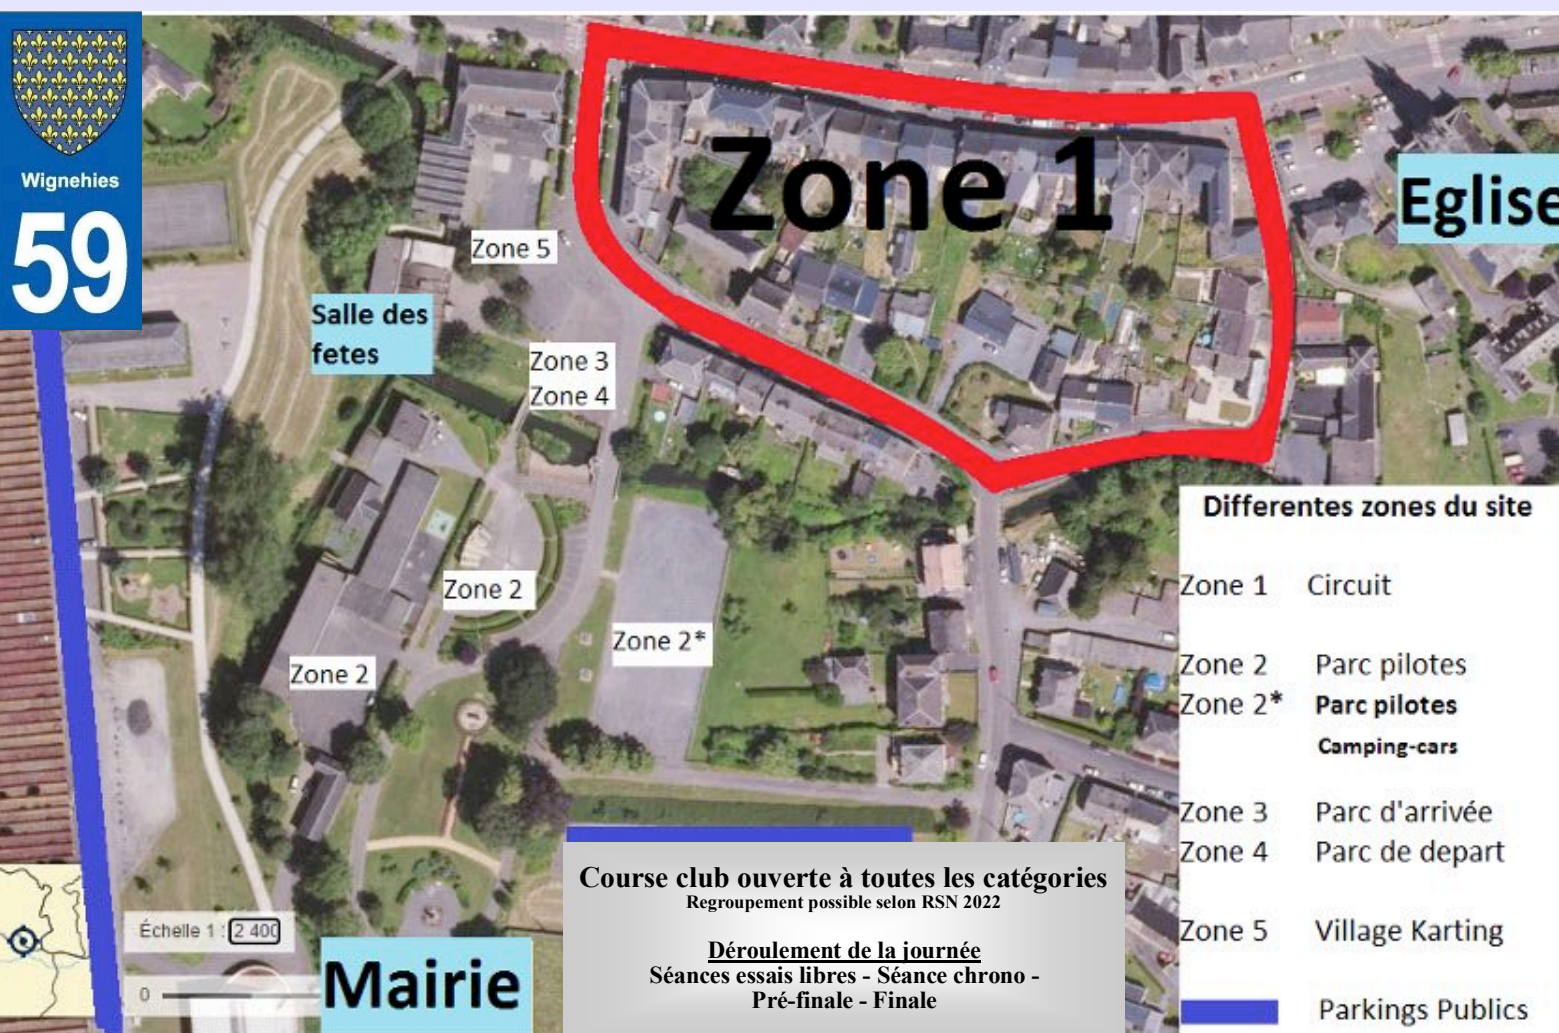 Wignehies
59
Zone 1
Eglise
Zone 5
Salle des
fetes
Zone 3
Zone 4
Zone 2
Zone 2*
Zone 2
Differentes zones du site
Zone 1 Circuit
Zone 2 Parc pilotes
Zone 2* Parc pilotes
Camping-cars
Zone 3 Parc d'arrivée
Zone 4 Parc de depart
Zone 5 Village Karting
Parkings Publics
Course club ouverte à toutes les catégories
Regroupement possible selon RSN 2022
Déroulement de la journée
Séances essais libres - Séance chrono -
Pré-finale - Finale
Échelle 1 : 2 400
0
Mairie